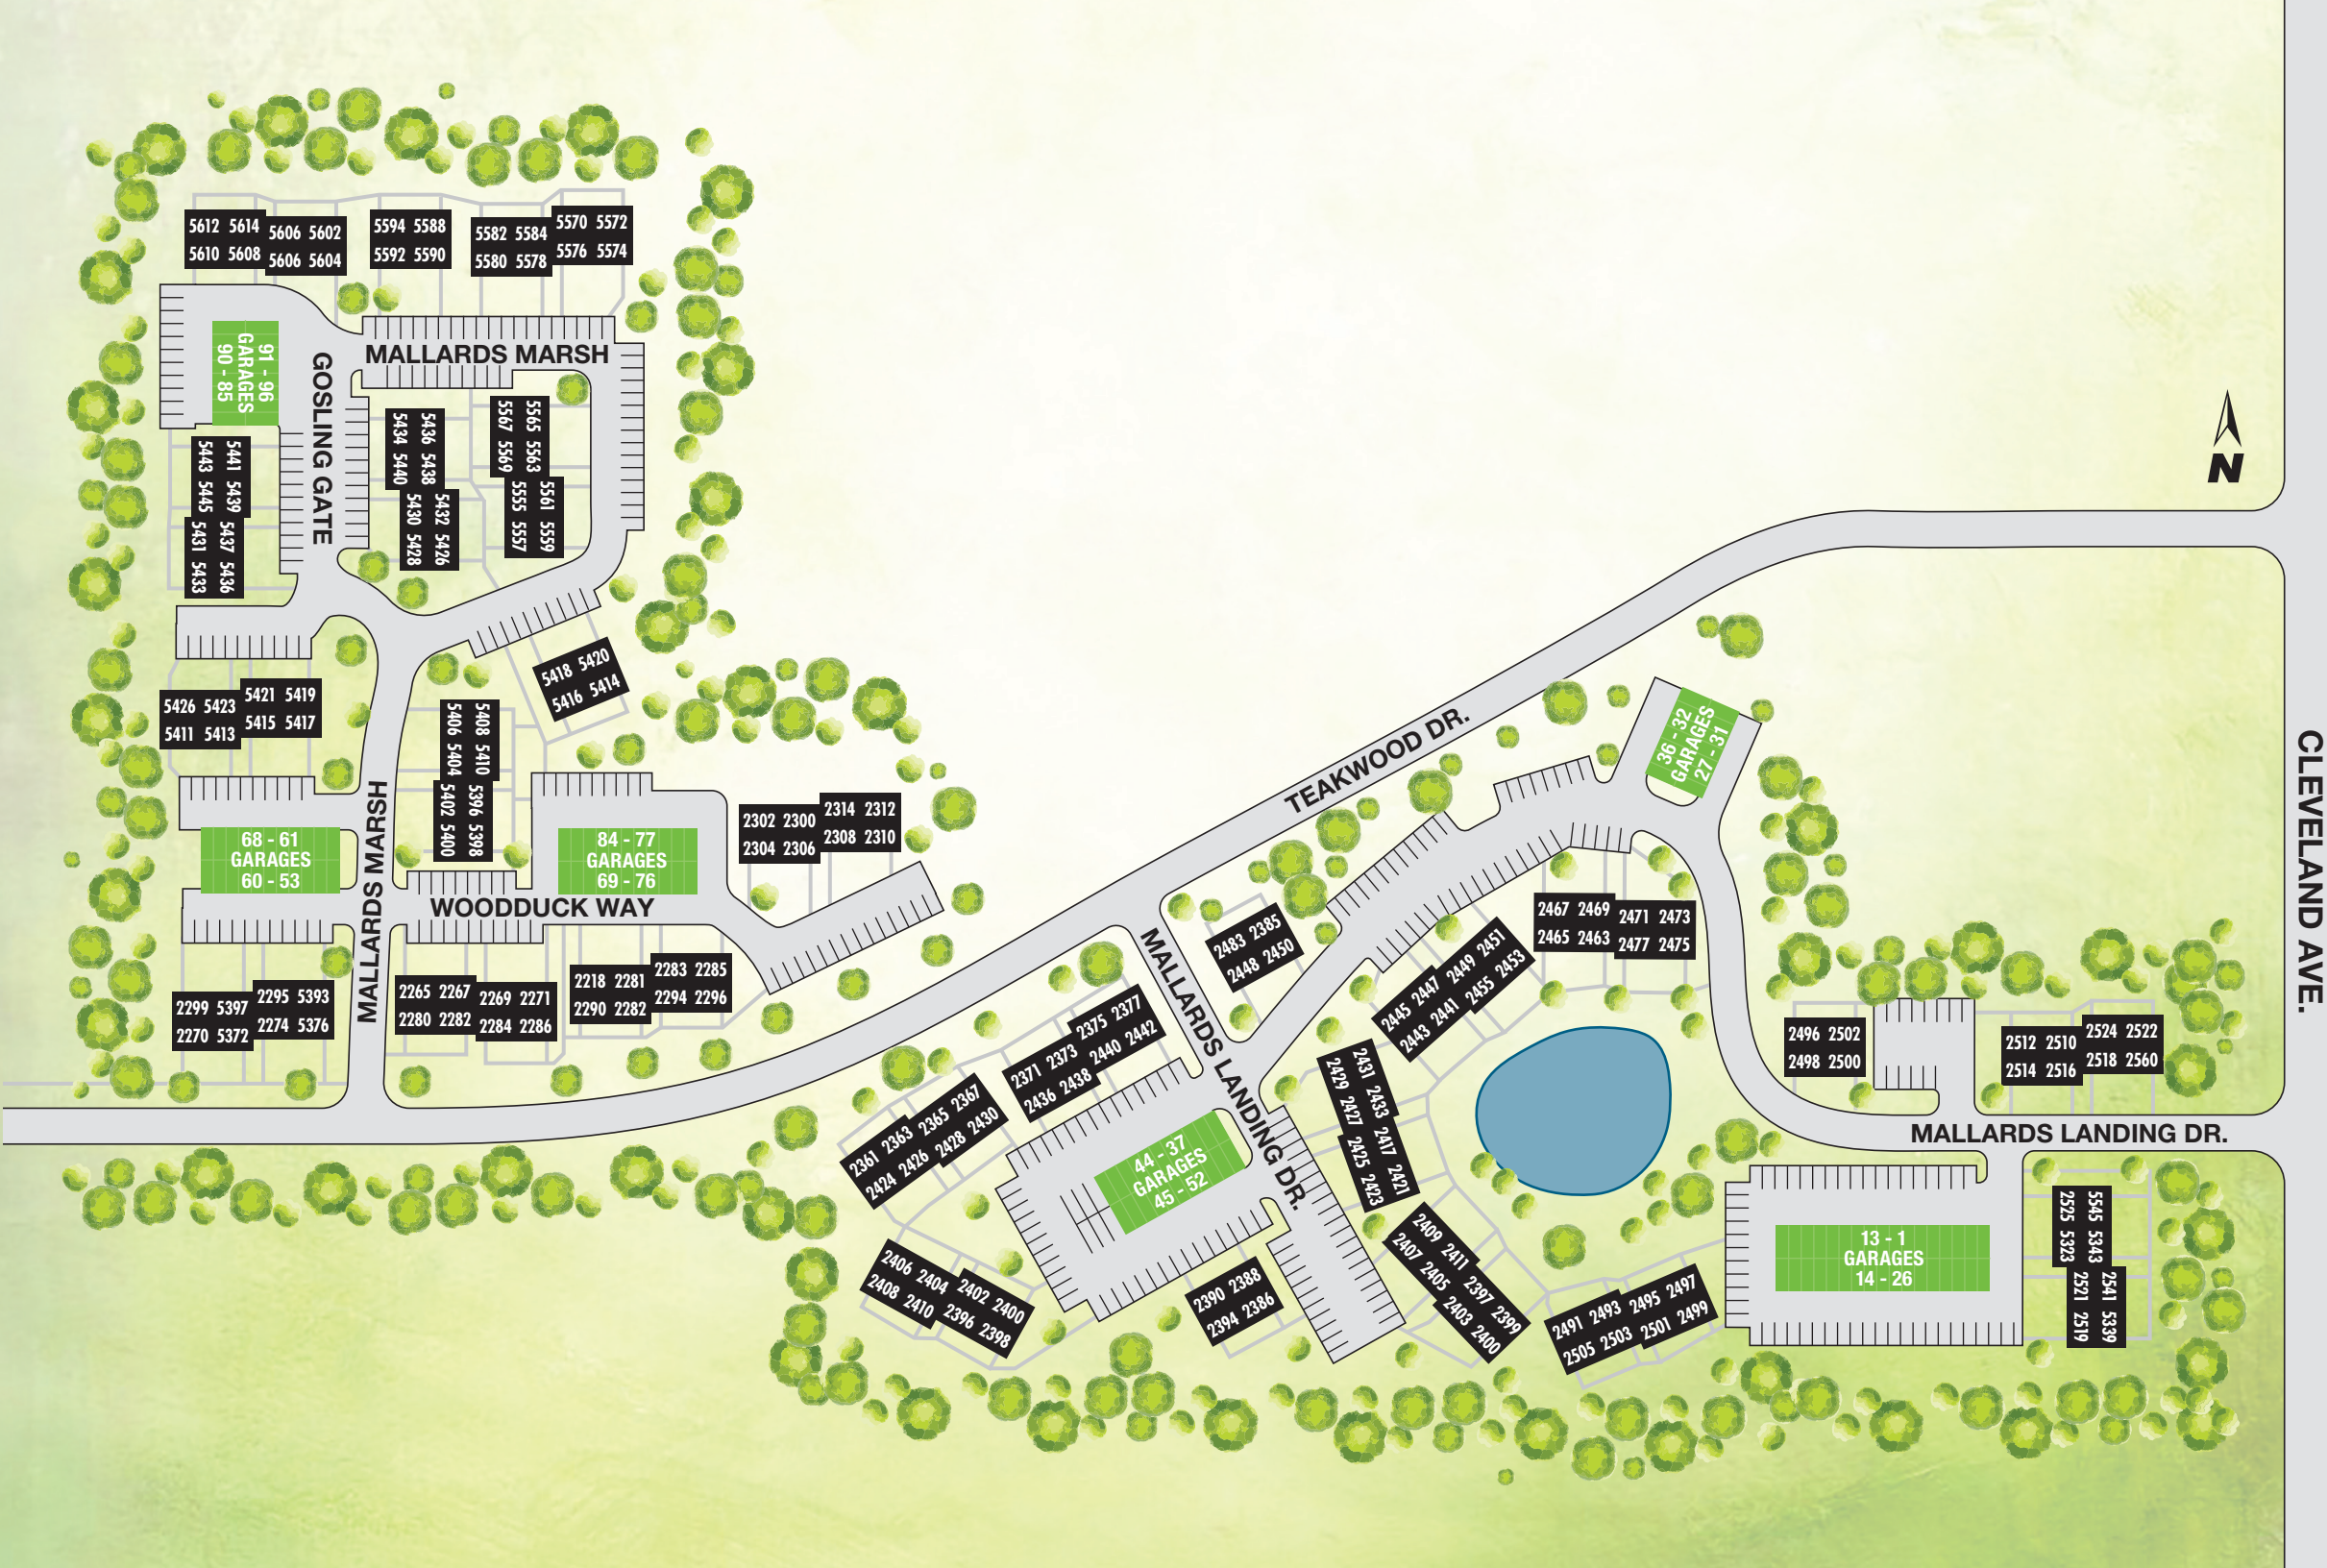 5612 5614
5610 5608
5606 5602
5606 5604
5594 5588
5592 5590
5582 5584
5580 5578
5570 5572
5576 5574
91 - 96
GARAGES
90 - 85
GOSLING GATE
MALLARDS MARSH
5441 5439
5443 5445
5437 5436
5431 5433
5436 5438
5434 5440
5432 5426
5430 5428
5565 5563
5567 5569
5561 5559
5555 5557
N
5418 5420
5416 5414
5426 5423
5411 5413
5421 5419
5415 5417
5408 5410
5406 5404
5396 5398
5402 5400
MALLARDS MARSH
68 - 61
GARAGES
60 - 53
84 - 77
GARAGES
69 - 76
WOODDUCK WAY
2302 2300
2304 2306
2314 2312
2308 2310
2299 5397
2270 5372
2295 5393
2274 5376
2265 2267
2280 2282
2269 2271
2284 2286
2218 2281
2290 2282
2283 2285
2294 2296
TEAKWOOD DR.
36 - 32
GARAGES
27 - 31
CLEVELAND AVE.
MALLARDS LANDING DR.
2483 2385
2448 2450
2467 2469
2465 2463
2471 2473
2477 2475
2445 2447 2449 2451
2443 2441 2455 2453
2371 2373 2375 2377
2436 2438 2440 2442
2361 2363 2365 2367
2424 2426 2428 2430
44 - 37
GARAGES
45 - 52
2431 2433 2417 2421
2429 2427 2425 2423
2406 2404 2402 2400
2408 2410 2396 2398
2390 2388
2394 2386
2409 2411 2397 2399
2407 2405 2403 2400
2491 2493 2495 2497
2505 2503 2501 2499
2496 2502
2498 2500
2512 2510
2514 2516
2524 2522
2518 2560
MALLARDS LANDING DR.
13 - 1
GARAGES
14 - 26
5545 5343
2525 5323
2541 5339
2521 2519